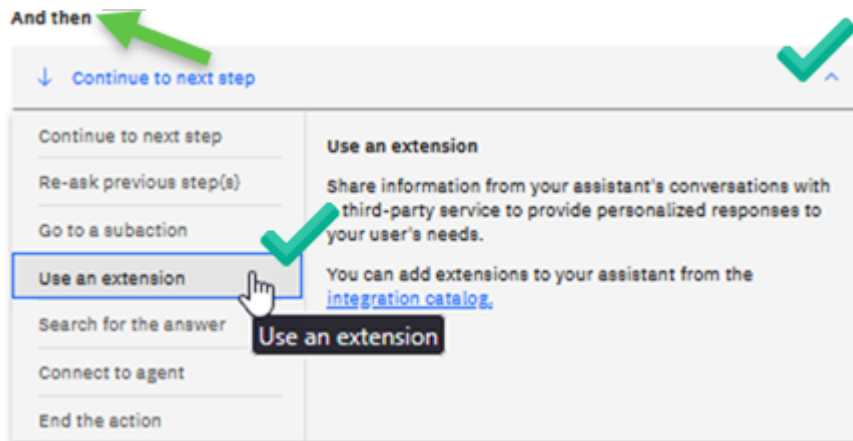 And then
Continue to next step
Continue to next step
Re-ask previous step(s)
Go to a subaction
Use an extension
Search for the answer
Connect to agent
End the action
Use an extension
Use an extension
Share information from your assistant's conversations with
third-party service to provide personalized responses to
your user's needs.
You can add extensions to your assistant from the
integration catalog.